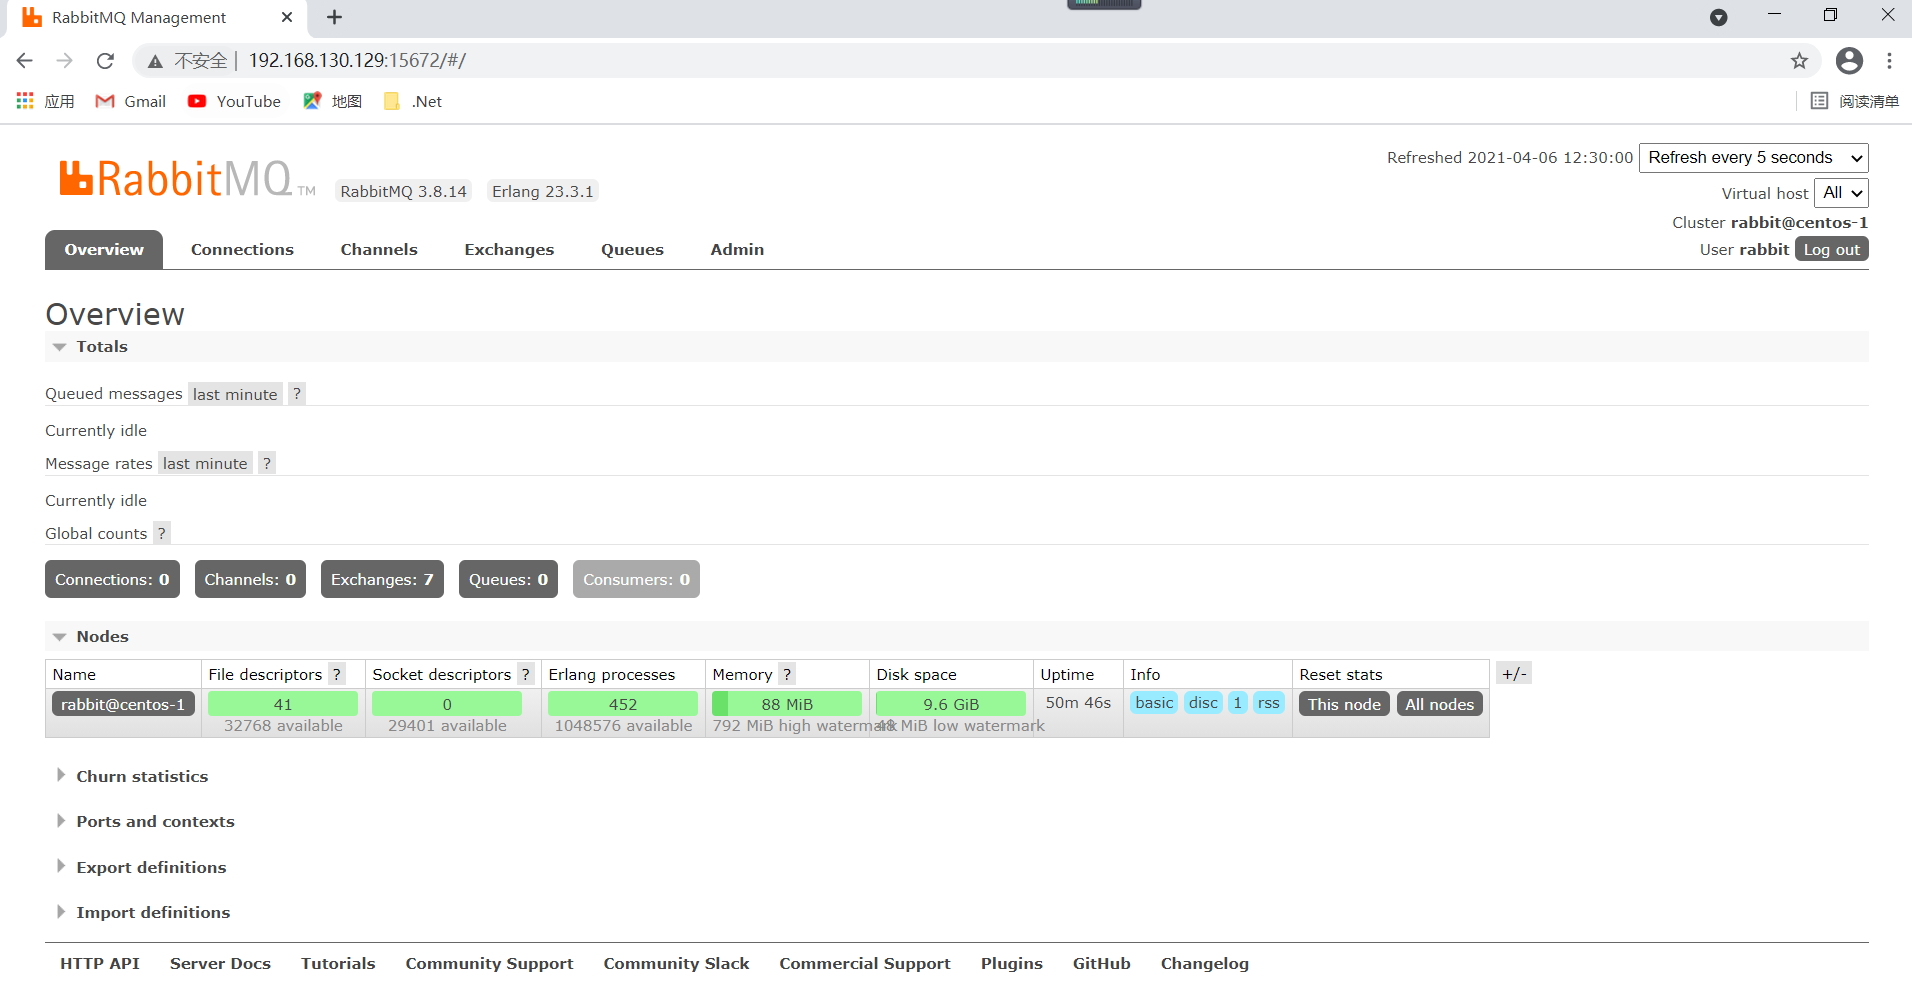 RabbitMQ Management
不安全 | 192.168.130.129:15672/#/
应用 Gmail YouTube 地图 .Net 阅读清单
RabbitMQ TM RabbitMQ 3.8.14 Erlang 23.3.1
Refreshed 2021-04-06 12:30:00 Refresh every 5 seconds
Virtual host All
Cluster rabbit@centos-1
User rabbit Log out
Overview Connections Channels Exchanges Queues Admin
Overview
Totals
Queued messages last minute ?
Currently idle
Message rates last minute ?
Currently idle
Global counts ?
Connections: 0 Channels: 0 Exchanges: 7 Queues: 0 Consumers: 0
Nodes
Name File descriptors ? Socket descriptors ? Erlang processes Memory ? Disk space Uptime Info Reset stats +/-
rabbit@centos-1 41 0 452 88 MiB 9.6 GiB 50m 46s basic disc 1 rss This node All nodes
32768 available 29401 available 1048576 available 792 MiB high watermark 48 MiB low watermark
Churn statistics
Ports and contexts
Export definitions
Import definitions
HTTP API Server Docs Tutorials Community Support Community Slack Commercial Support Plugins GitHub Changelog